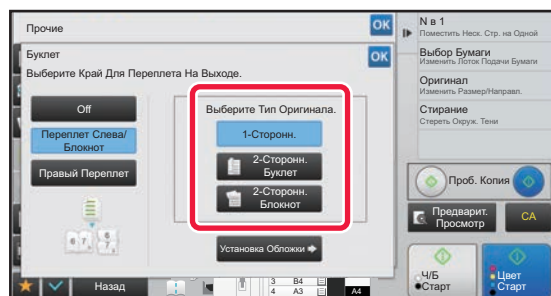 Прочие
OK
Буклет
OK
Выберите Край Для Переплета На Выходе.
Off
Переплет Слева/
Блокнот
Правый Переплет
Выберите Тип Оригинала.
1-Сторонн.
2-Сторонн.
Буклет
2-Сторонн.
Блокнот
Установка Обложки
Назад
3 B4
4 A3
A4
N в 1
Поместить Неск. Стр. на Одной
Выбор Бумаги
Изменить Лоток Подачи Бумаги
Оригинал
Изменить Размер/Направл.
Стирание
Стереть Окруж. Тени
Проб. Копия
Предварит.
Просмотр
CA
Ч/Б
Старт
Цвет
Старт